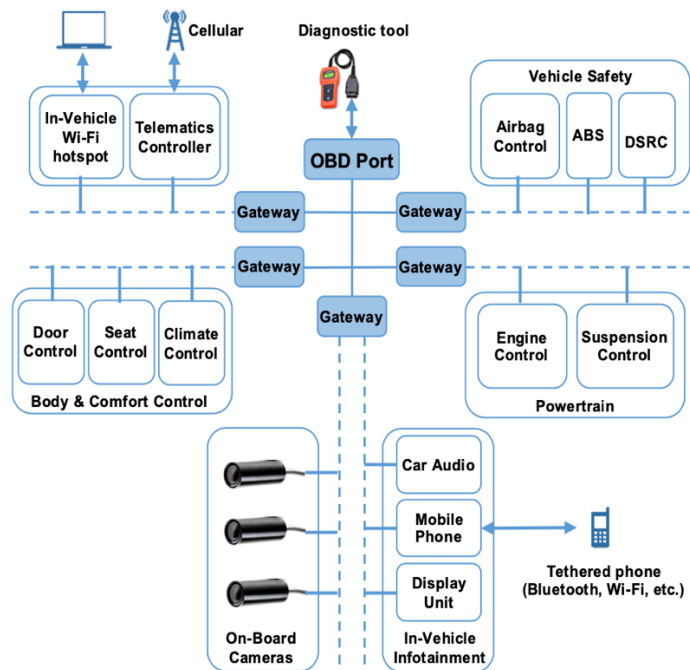 Cellular
In-Vehicle
Wi-Fi
hotspot
Telematics
Controller
Diagnostic tool
OBD Port
Vehicle Safety
Airbag
Control
ABS
DSRC
Gateway
Gateway
Gateway
Gateway
Gateway
Door
Control
Seat
Control
Climate
Control
Body & Comfort Control
Engine
Control
Suspension
Control
Powertrain
Car Audio
Mobile
Phone
Display
Unit
On-Board
Cameras
In-Vehicle
Infotainment
Tethered phone
(Bluetooth, Wi-Fi, etc.)